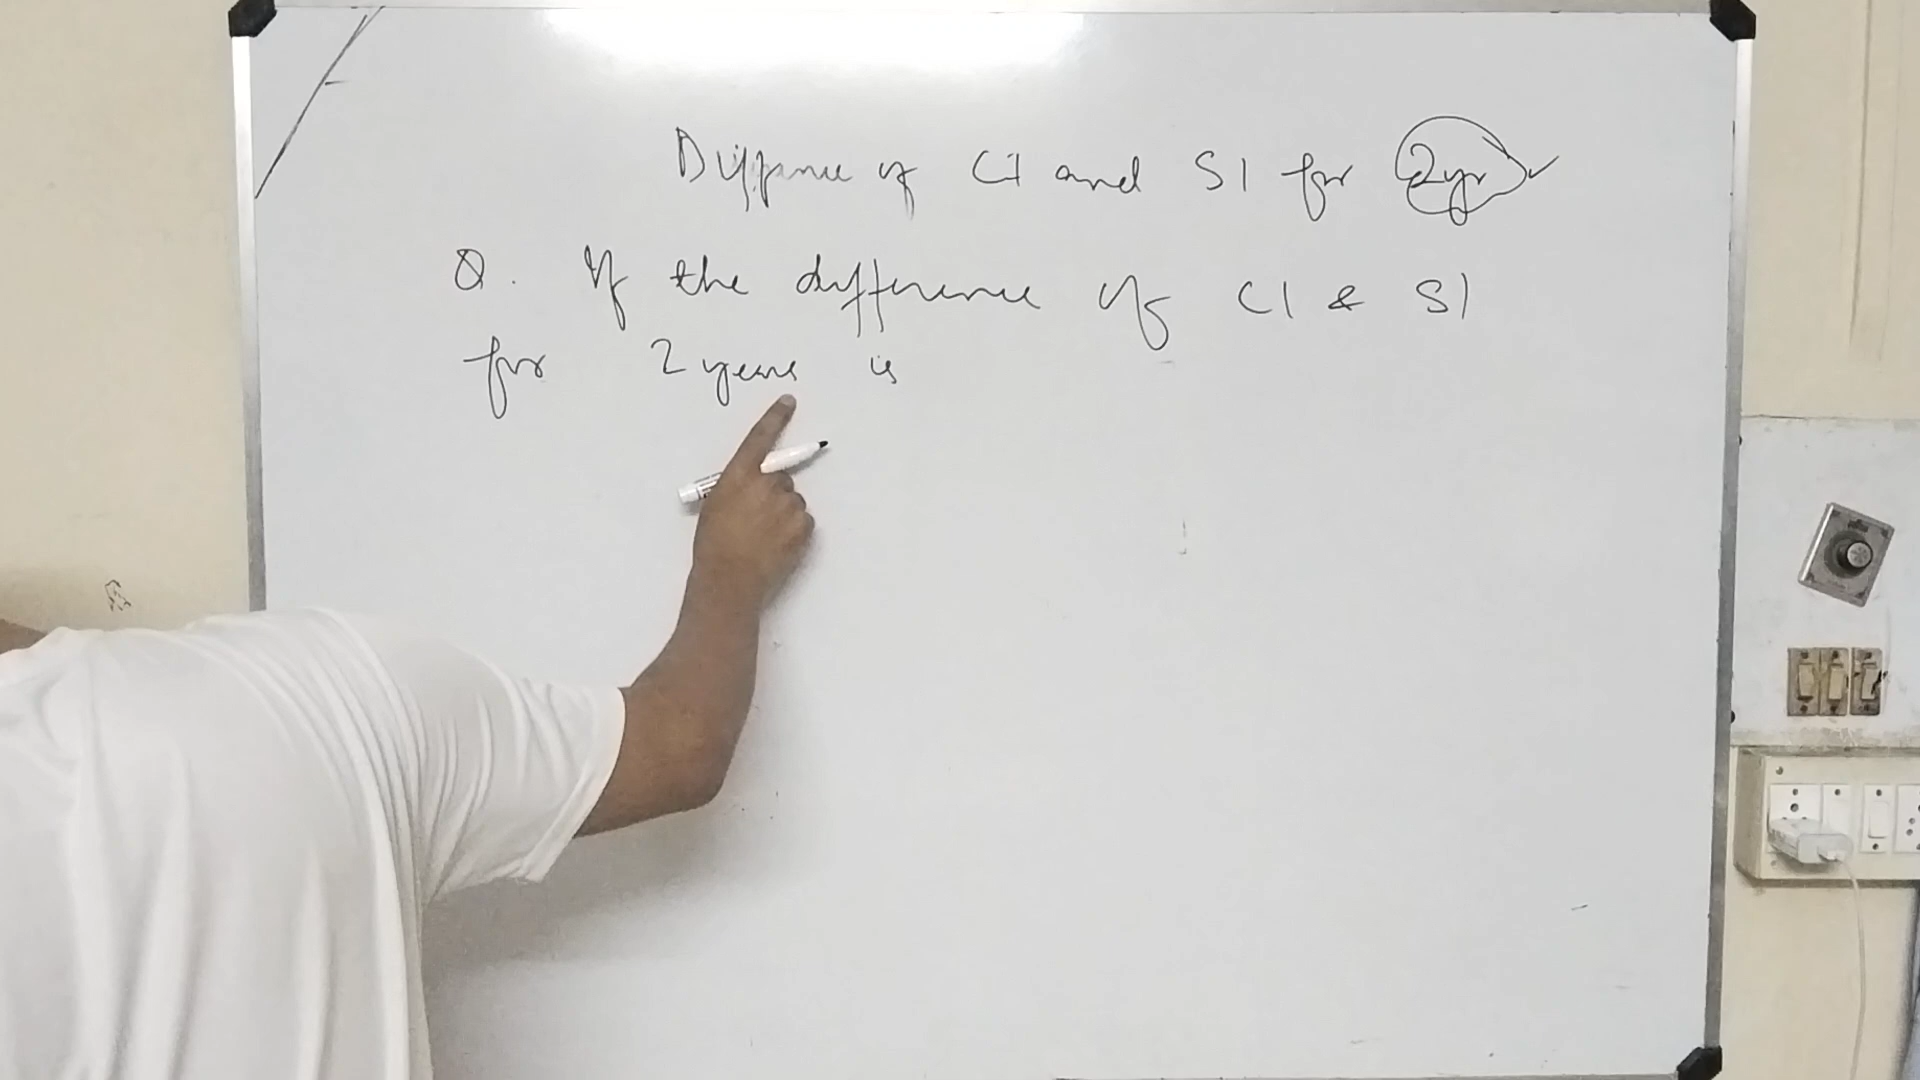 Difference of CI and SI for 2yr
Q. If the difference of CI & SI
for 2 years is